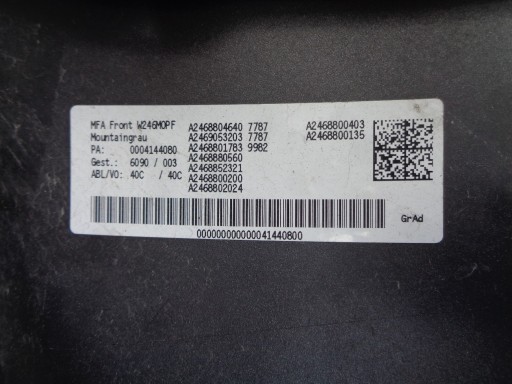 MFA Front W246MOPF A2468804640 7787 A2468800403
Mountaingrau A2469053203 7787 A2468800135
PA: 0004144080 A2468801783 9982
Gest.: 6090 / 003 A2468880560
ABL/VO: 40C / 40C A2468852321
A2468800200
A2468802024
GrAd
000000000000041440800